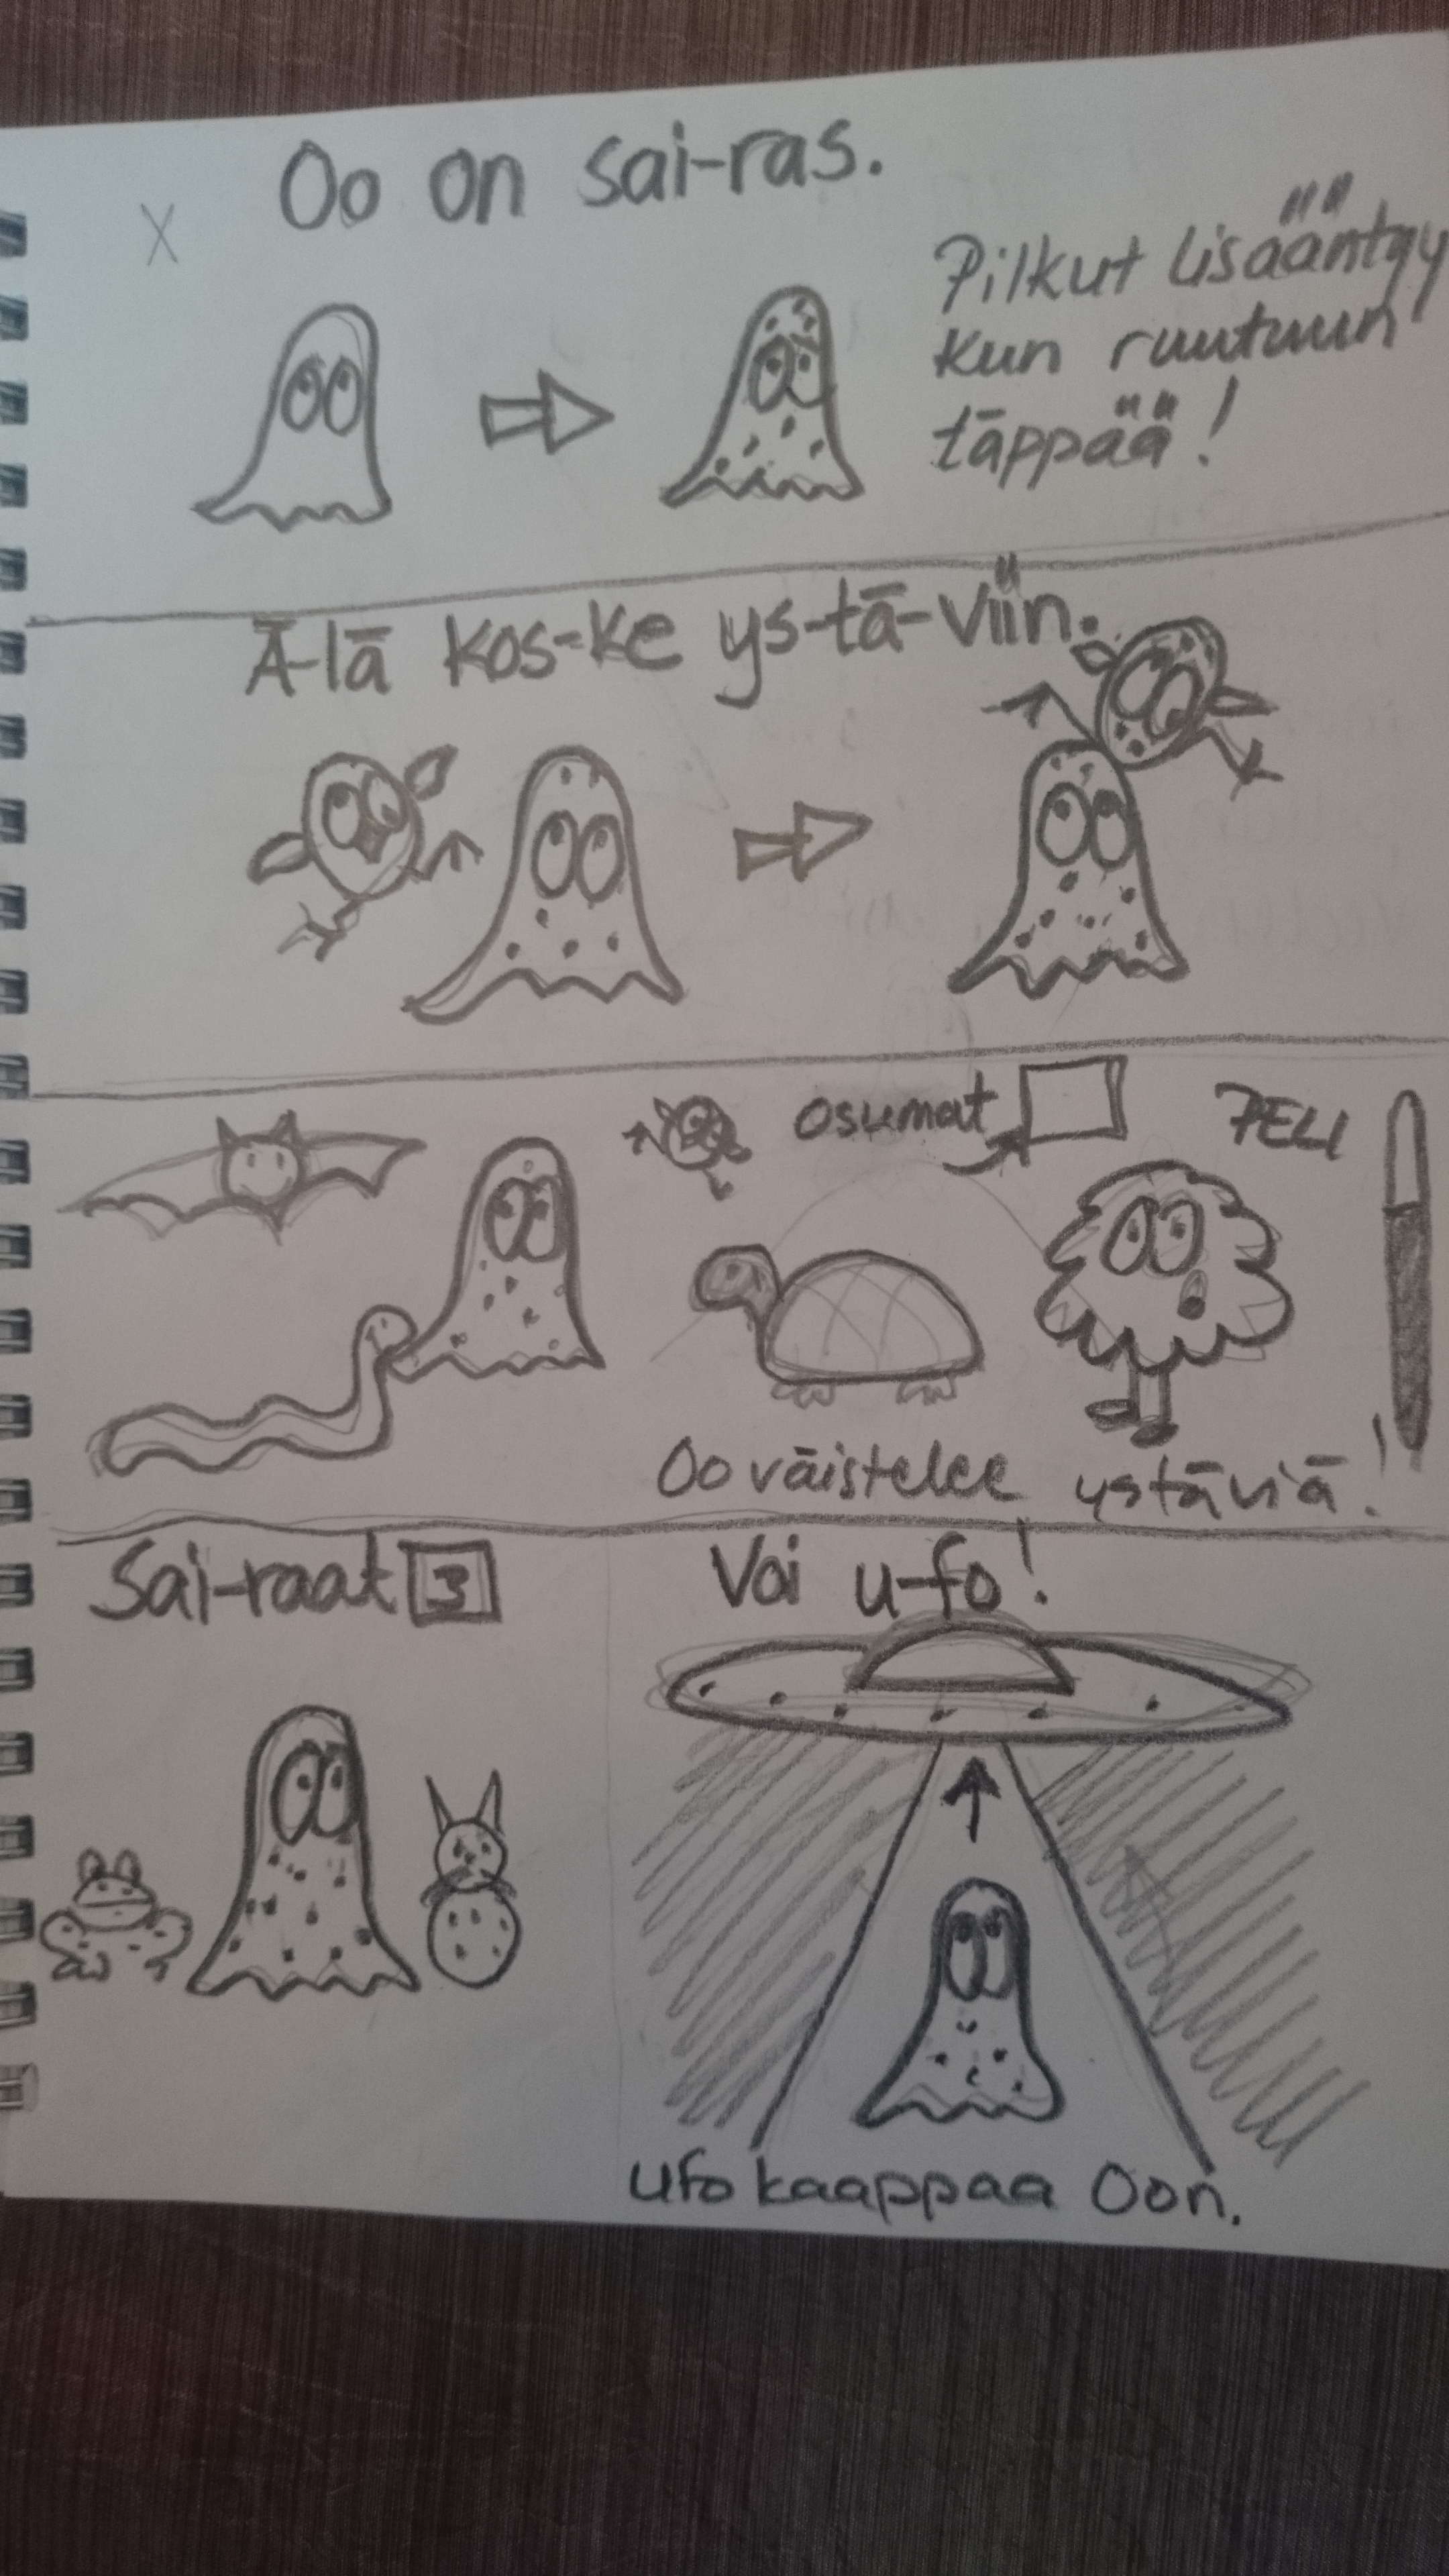 Oo on sai-ras.
X
Pilkut lisääntyy
kun ruutuun
täppää!
Ä-lä kos-ke ys-tä-viin.
osumat
PELI
Oo väistelee ystäviä!
Sai-raat 3
Voi u-fo!
ufo kaappaa Oon.